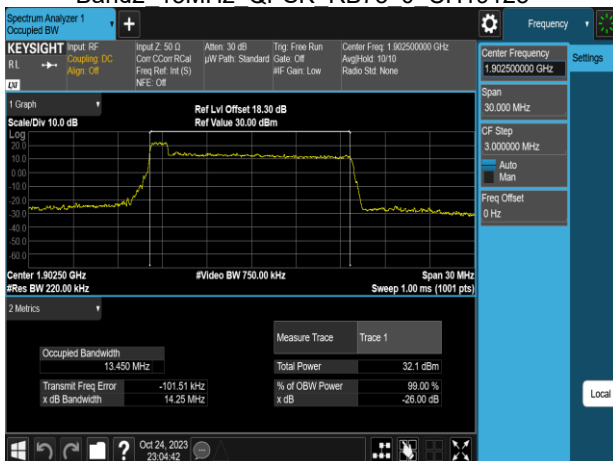 Band2_15MHz_QPSK_RB75_0_CH19125
Spectrum Analyzer 1
Occupied BW
Frequency
KEYSIGHT
RL
LXI
Input: RF
Coupling: DC
Align: Off
Input Z: 50 Ω
Corr CCorr RCal
Freq Ref: Int (S)
NFE: Off
Atten: 30 dB
µW Path: Standard
Trig: Free Run
Gate: Off
#IF Gain: Low
Center Freq: 1.902500000 GHz
Avg|Hold: 10/10
Radio Std: None
Center Frequency
1.902500000 GHz
Settings
Span
30.000 MHz
CF Step
3.000000 MHz
Auto
Man
Freq Offset
0 Hz
Local
1 Graph
Scale/Div 10.0 dB
Ref Lvl Offset 18.30 dB
Ref Value 30.00 dBm
Log
20.0
10.0
0.00
-10.0
-20.0
-30.0
-40.0
-50.0
-60.0
Center 1.90250 GHz
#Video BW 750.00 kHz
Span 30 MHz
#Res BW 220.00 kHz
Sweep 1.00 ms (1001 pts)
2 Metrics
Measure Trace
Trace 1
Occupied Bandwidth
13.450 MHz
Total Power
32.1 dBm
Transmit Freq Error
-101.51 kHz
% of OBW Power
99.00 %
x dB Bandwidth
14.25 MHz
x dB
-26.00 dB
Oct 24, 2023
23:04:42